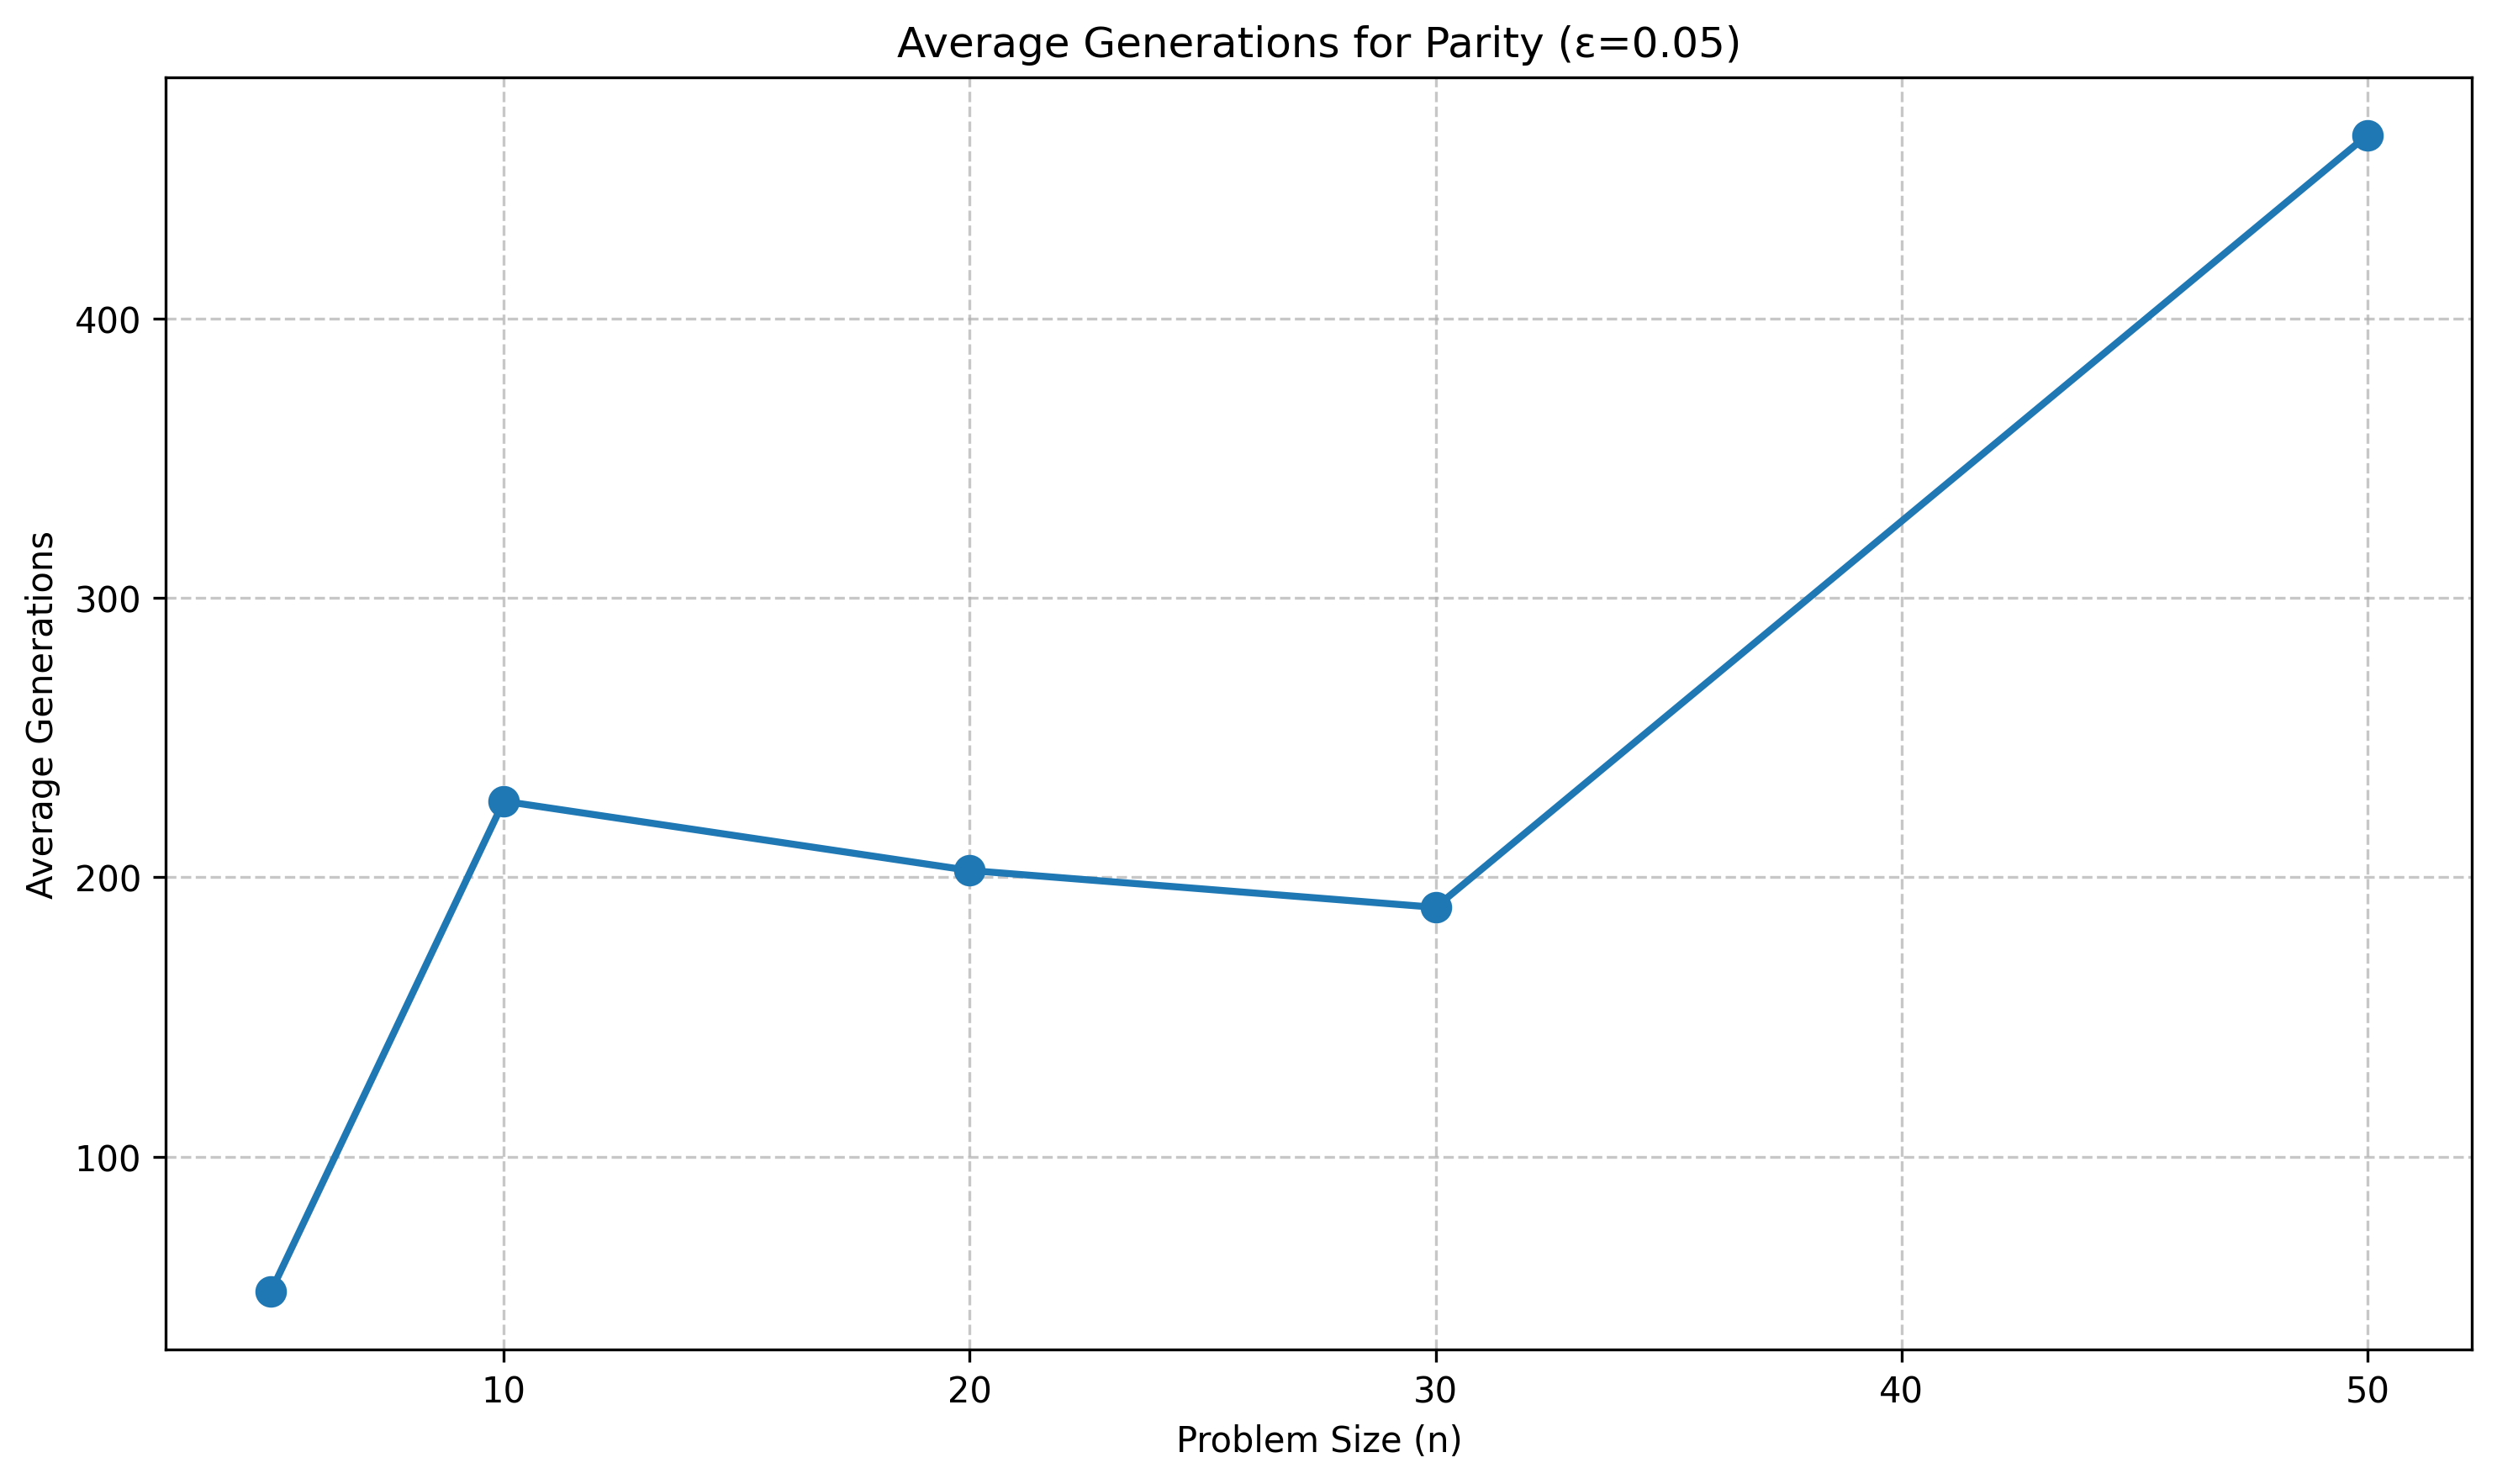 Average Generations for Parity (ε=0.05)
Average Generations
400
300
200
100
10 20 30 40 50
Problem Size (n)